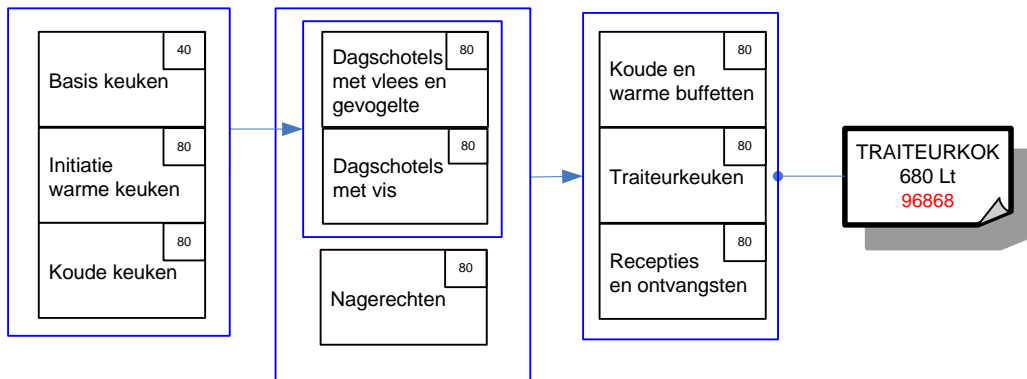 40
Basis keuken
80
Initiatie
warme keuken
80
Koude keuken
80
Dagschotels
met vlees en
gevogelte
80
Dagschotels
met vis
80
Nagerechten
80
Koude en
warme buffetten
80
Traiteurkeuken
80
Recepties
en ontvangsten
TRAITEURKOK
680 Lt
96868